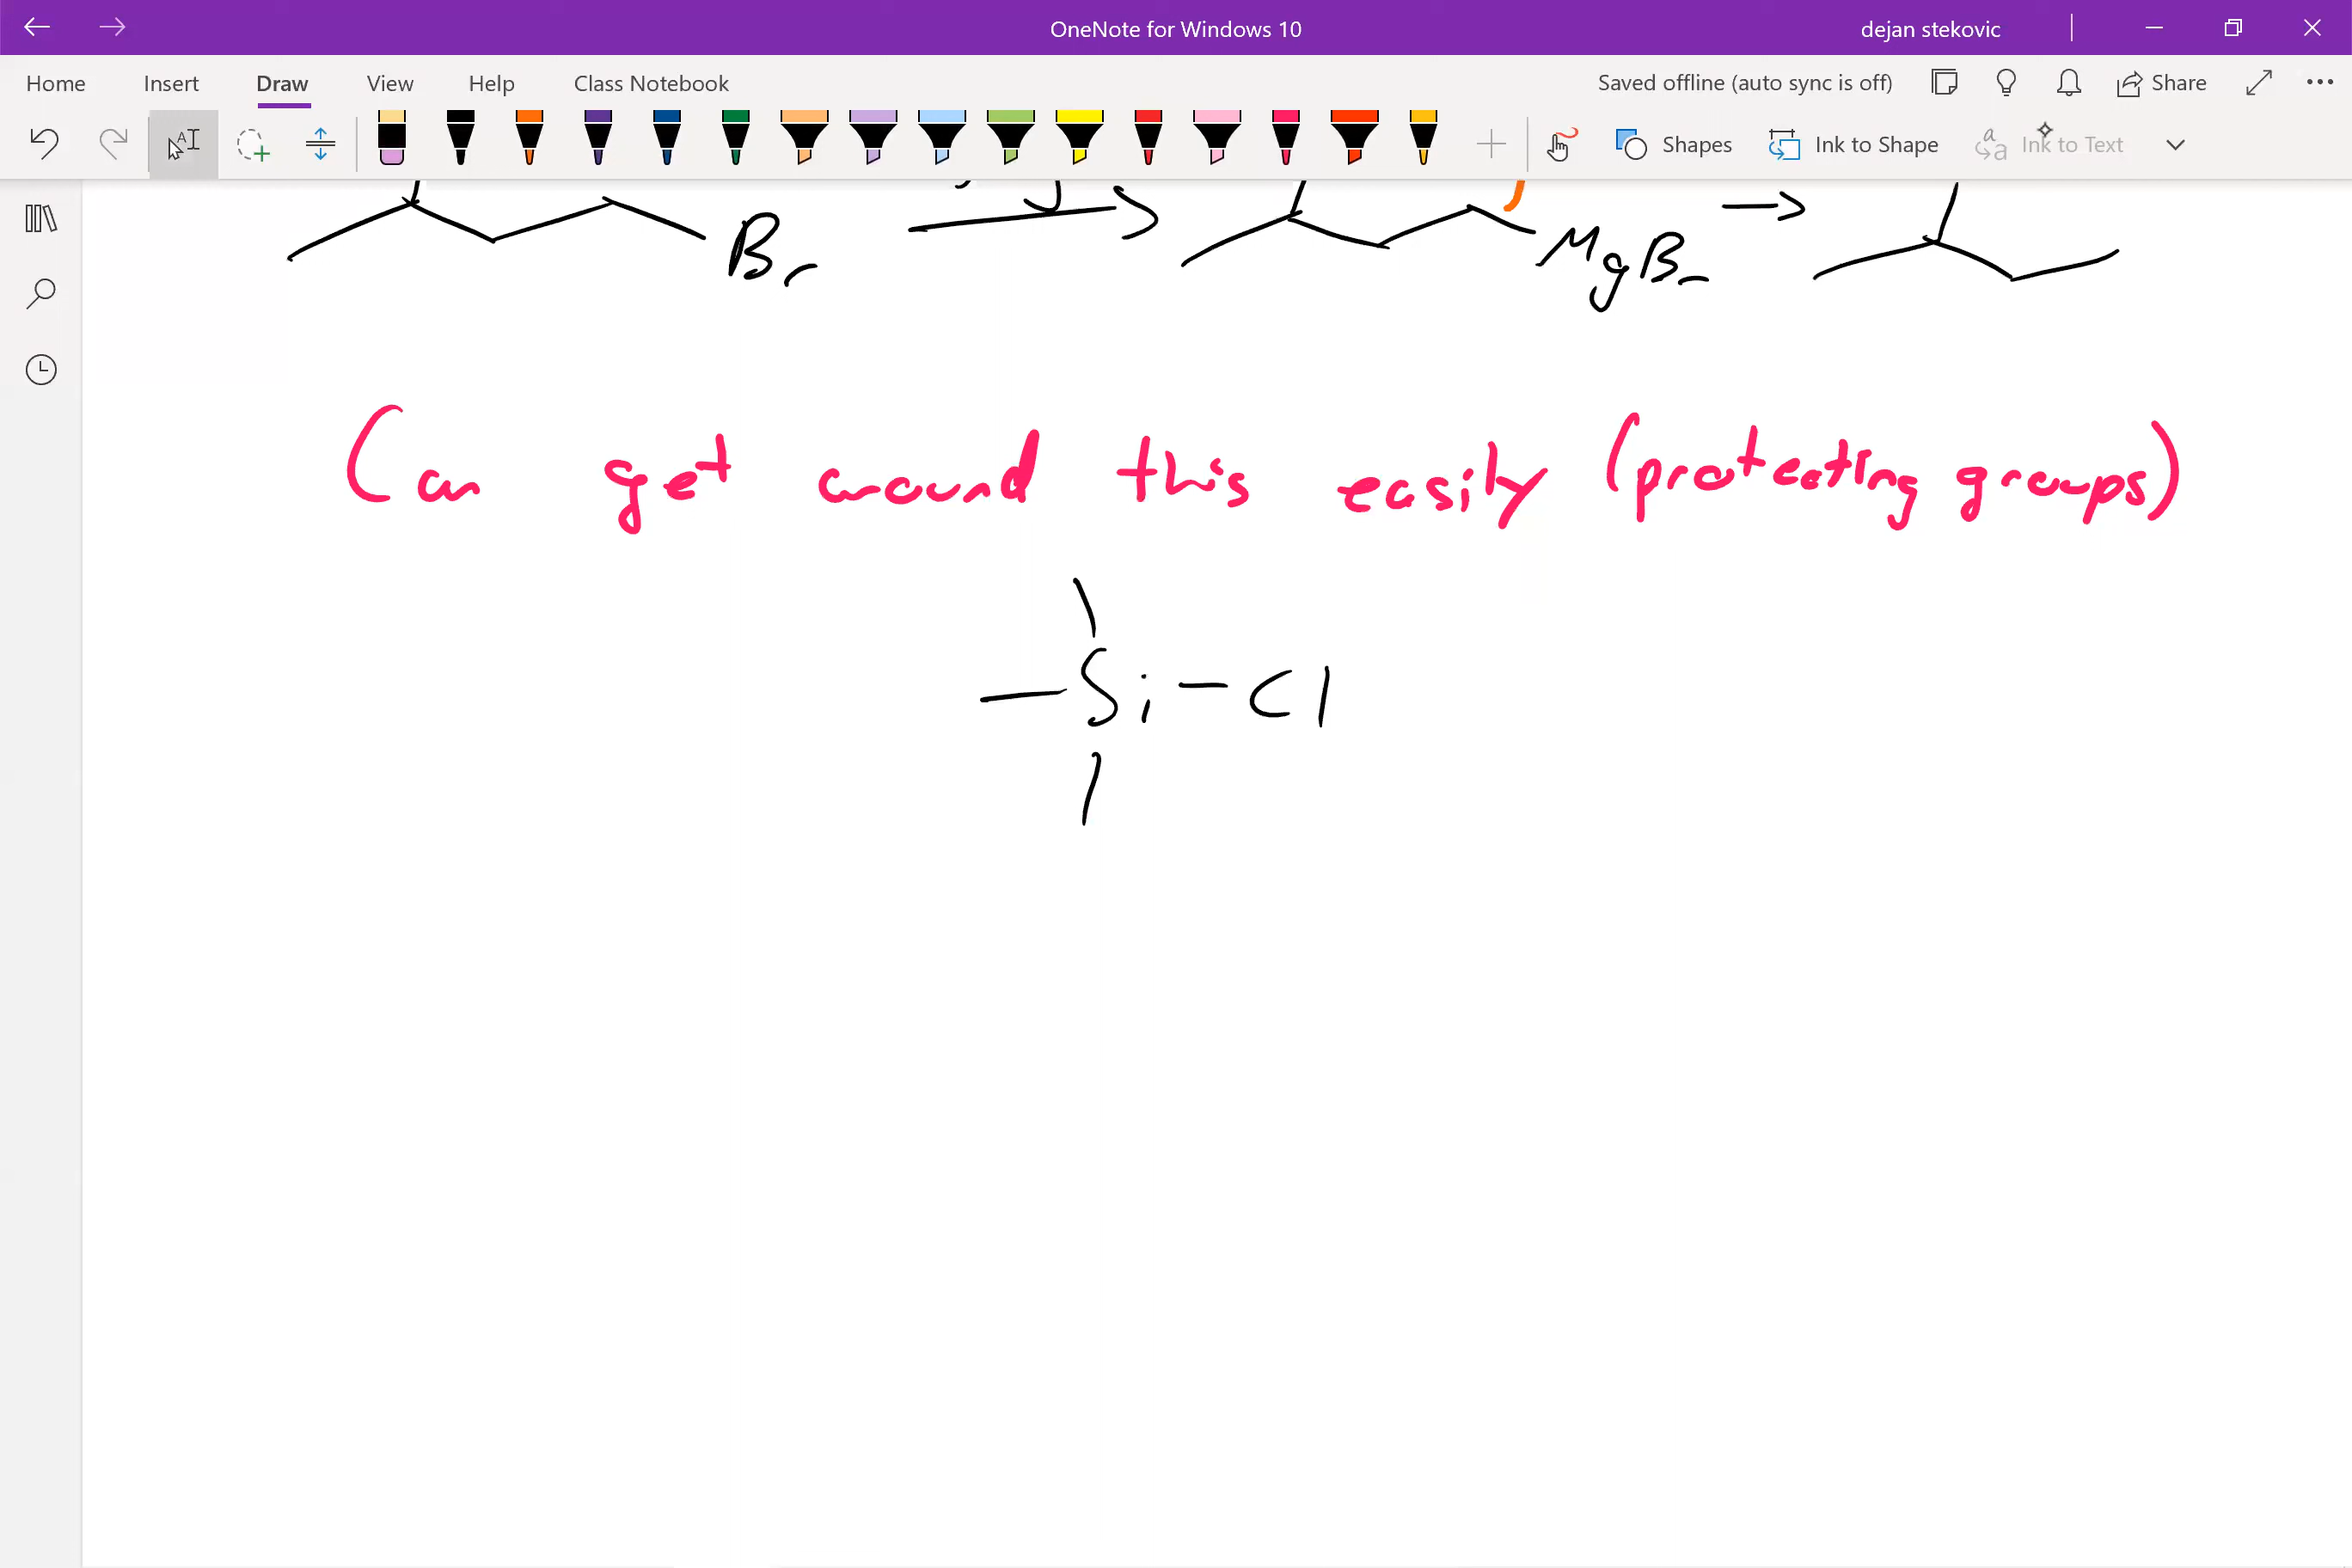 OneNote for Windows 10 dejan stekovic
Home Insert Draw View Help Class Notebook Saved offline (auto sync is off) Share
Shapes Ink to Shape Ink to Text
Br MgBr
Can get around this easily (protecting groups)
Si-Cl